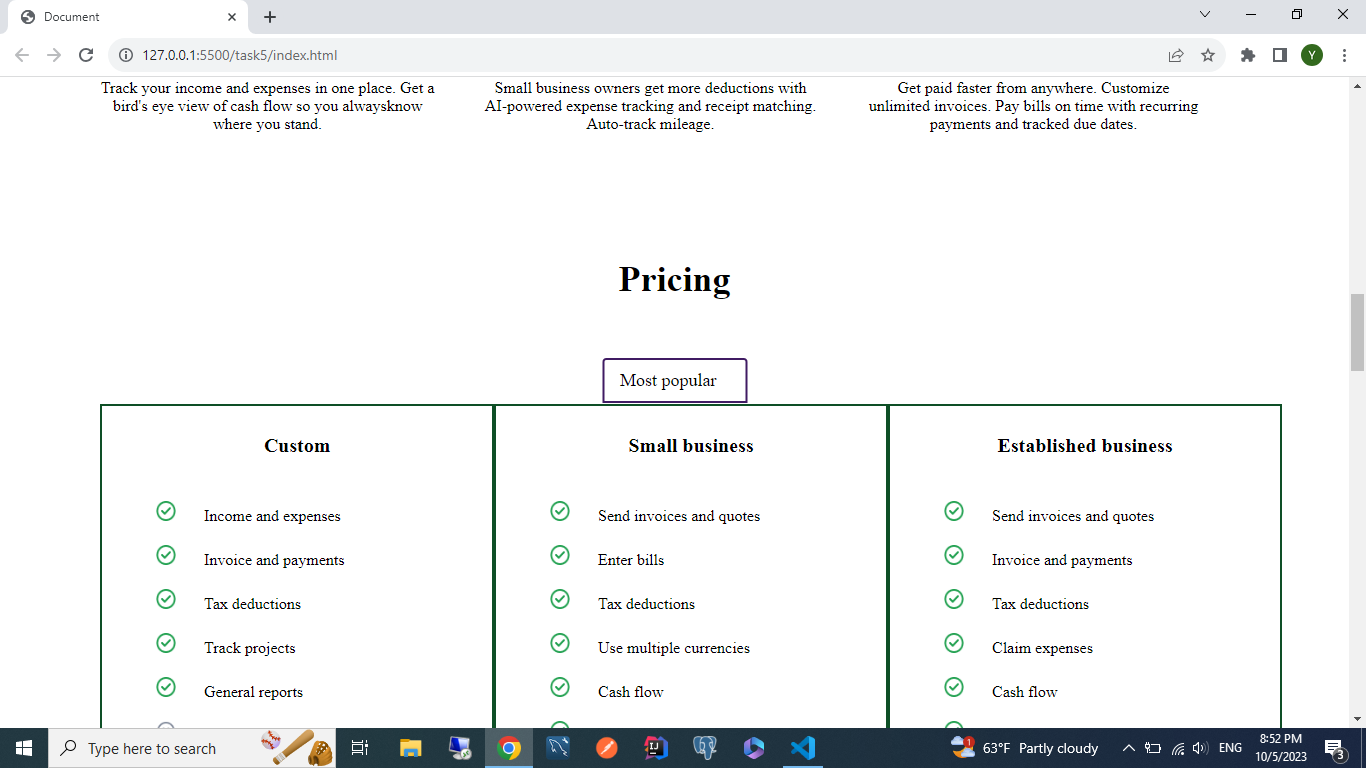 Document
127.0.0.1:5500/task5/index.html
Y
Track your income and expenses in one place. Get a
bird's eye view of cash flow so you alwaysknow
where you stand.
Small business owners get more deductions with
AI-powered expense tracking and receipt matching.
Auto-track mileage.
Get paid faster from anywhere. Customize
unlimited invoices. Pay bills on time with recurring
payments and tracked due dates.
Pricing
Most popular
Custom
Income and expenses
Invoice and payments
Tax deductions
Track projects
General reports
Small business
Send invoices and quotes
Enter bills
Tax deductions
Use multiple currencies
Cash flow
Established business
Send invoices and quotes
Invoice and payments
Tax deductions
Claim expenses
Cash flow
Type here to search
1
63°F Partly cloudy
ENG
8:52 PM
10/5/2023
3